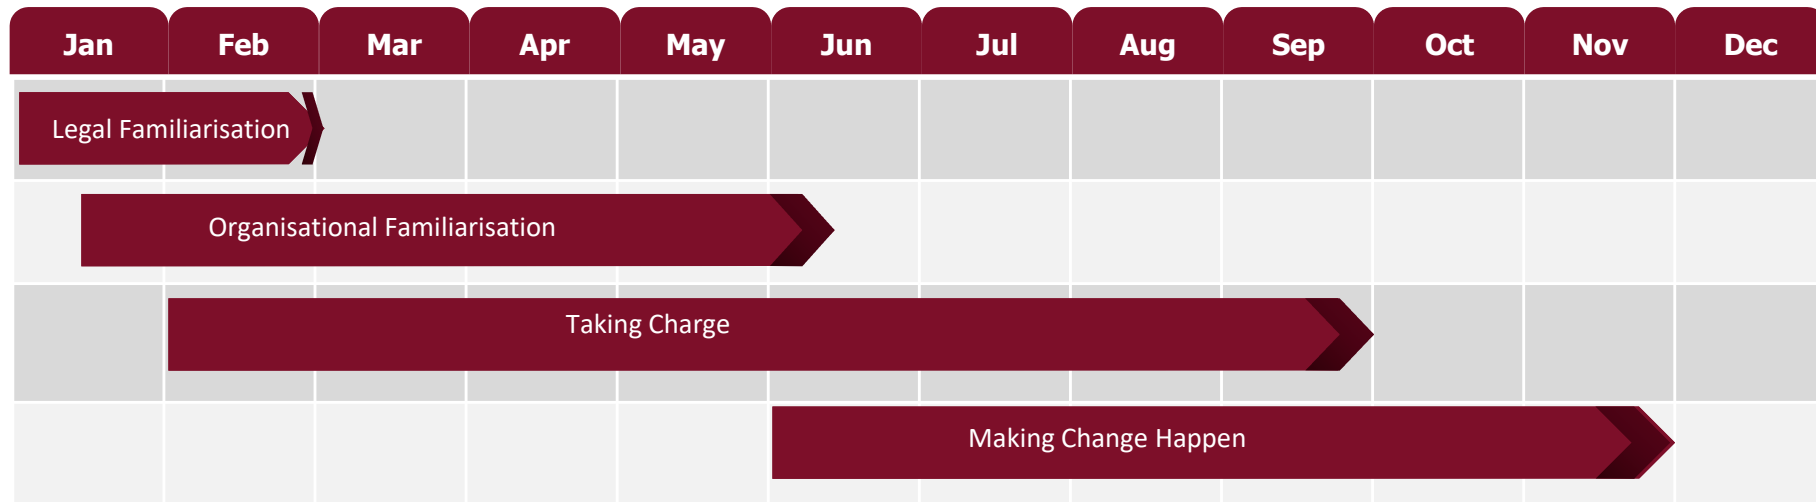 Jan Feb Mar Apr May Jun Jul Aug Sep Oct Nov Dec
Legal Familiarisation
Organisational Familiarisation
Taking Charge
Making Change Happen